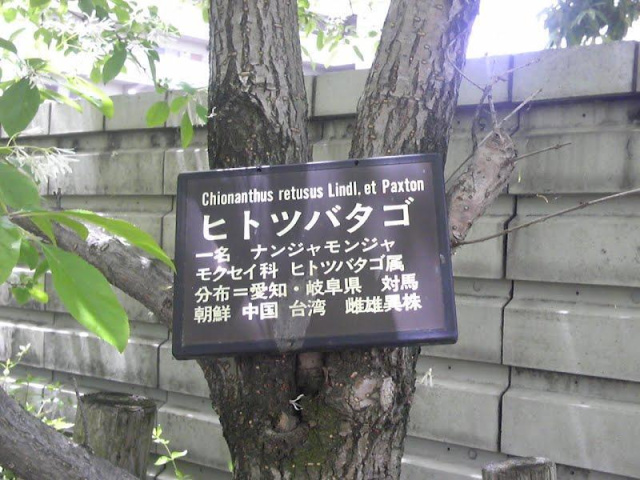 Chionanthus retusus Lindl. et Paxton
ヒトツバタゴ
一名 ナンジャモンジャ
モクセイ科 ヒトツバタゴ属
分布=愛知・岐阜県 対馬
朝鮮 中国 台湾 雌雄異株